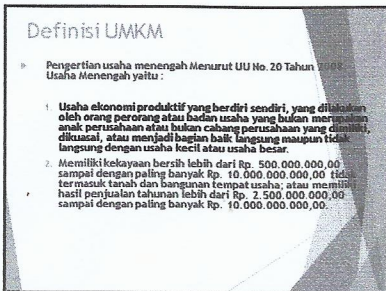 Definisi UMKM
Pengertian usaha menengah Menurut UU No. 20 Tahun 2008
Usaha Menengah yaitu :
1. Usaha ekonomi produktif yang berdiri sendiri, yang dilakukan
oleh orang perorang atau badan usaha yang bukan merupakan
anak perusahaan atau bukan cabang perusahaan yang dimiliki,
dikuasai, atau menjadi bagian baik langsung maupun tidak
langsung dengan usaha kecil atau usaha besar.
2. Memiliki kekayaan bersih lebih dari Rp. 500.000.000,00
sampai dengan paling banyak Rp. 10.000.000.000,00 tidak
termasuk tanah dan bangunan tempat usaha; atau memiliki
hasil penjualan tahunan lebih dari Rp. 2.500.000.000,00
sampai dengan paling banyak Rp. 10.000.000.000,00.